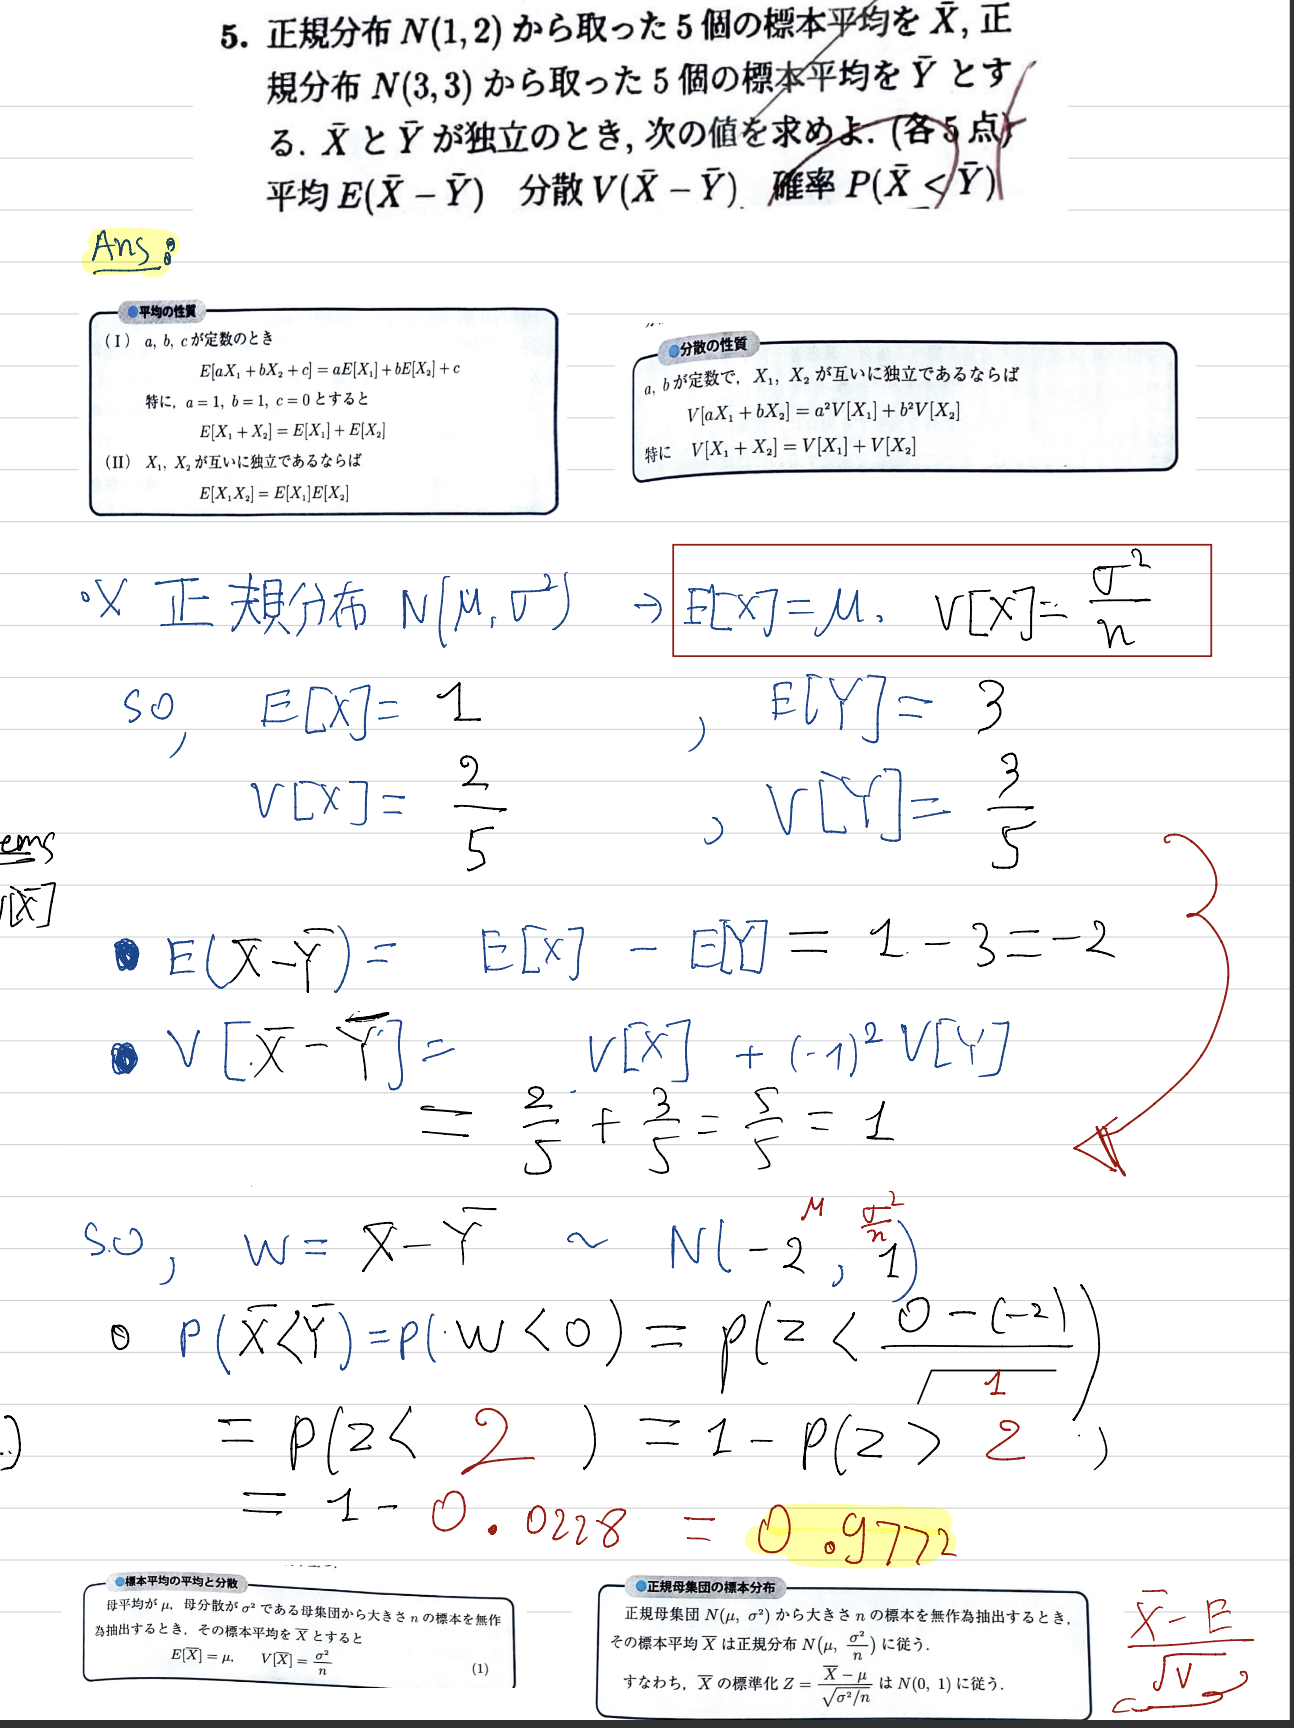 5. 正規分布 N(1,2) から取った 5 個の標本平均を X̄, 正
規分布 N(3,3) から取った 5 個の標本平均を Ȳ とす
る. X̄ と Ȳ が独立のとき, 次の値を求めよ. (各 5 点)
平均 E(X̄ − Ȳ) 分散 V(X̄ − Ȳ) 確率 P(X̄ < Ȳ)
Ans:
平均の性質
(I) a, b, c が定数のとき
E[aX₁ + bX₂ + c] = aE[X₁] + bE[X₂] + c
特に, a = 1, b = 1, c = 0 とすると
E[X₁ + X₂] = E[X₁] + E[X₂]
(II) X₁, X₂ が互いに独立であるならば
E[X₁X₂] = E[X₁]E[X₂]
分散の性質
a, b が定数で, X₁, X₂ が互いに独立であるならば
V[aX₁ + bX₂] = a²V[X₁] + b²V[X₂]
特に V[X₁ + X₂] = V[X₁] + V[X₂]
・X 正規分布 N(μ, σ²) → E[X] = μ, V[X] = σ²/n
so, E[X] = 1 , E[Y] = 3
V[X] = 2/5 , V[Y] = 3/5
ems
V[X̄]
• E(X̄ − Ȳ) = E[X] − E[Y] = 1 − 3 = −2
• V[X̄ − Ȳ] = V[X] + (−1)² V[Y]
= 2/5 + 3/5 = 5/5 = 1
μ σ²/n
so, W = X̄ − Ȳ ~ N(−2, 1)
○ P(X̄ < Ȳ) = P(W < 0) = P(Z < (0 − (−2))/√1)
= P(Z < 2) = 1 − P(Z > 2)
= 1 − 0.0228 = 0.9772
標本平均の平均と分散
母平均が μ, 母分散が σ² である母集団から大きさ n の標本を無作
為抽出するとき, その標本平均を X̄ とすると
E[X̄] = μ, V[X̄] = σ²/n (1)
正規母集団の標本分布
正規母集団 N(μ, σ²) から大きさ n の標本を無作為抽出するとき,
その標本平均 X̄ は正規分布 N(μ, σ²/n) に従う.
すなわち, X̄ の標準化 Z = (X̄ − μ)/√(σ²/n) は N(0, 1) に従う.
(X̄ − E)/√V